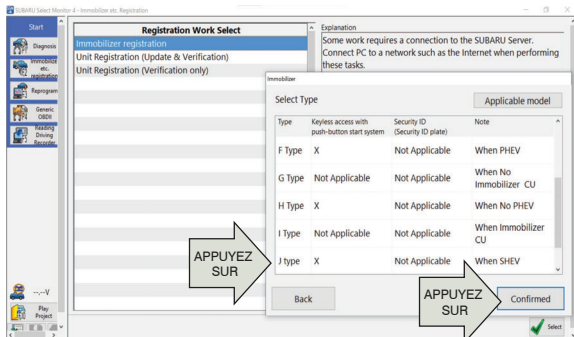 SUBARU Select Monitor 4 - Immobilizer etc. Registration
Start
Diagnosis
Immobilizer
etc.
registration
Reprogram
Generic
OBDII
Reading
Driving
Recorder
--.--V
Play
Project
Registration Work Select
Immobilizer registration
Unit Registration (Update & Verification)
Unit Registration (Verification only)
Explanation
Some work requires a connection to the SUBARU Server.
Connect PC to a network such as the Internet when performing
these tasks.
Immobilizer
Select Type
Applicable model
Type Keyless access with push-button start system Security ID (Security ID plate) Note
F Type X Not Applicable When PHEV
G Type Not Applicable Not Applicable When No Immobilizer CU
H Type X Not Applicable When No PHEV
I Type Not Applicable Not Applicable When Immobilizer CU
J type X Not Applicable When SHEV
APPUYEZ
SUR
Back
APPUYEZ
SUR
Confirmed
Select